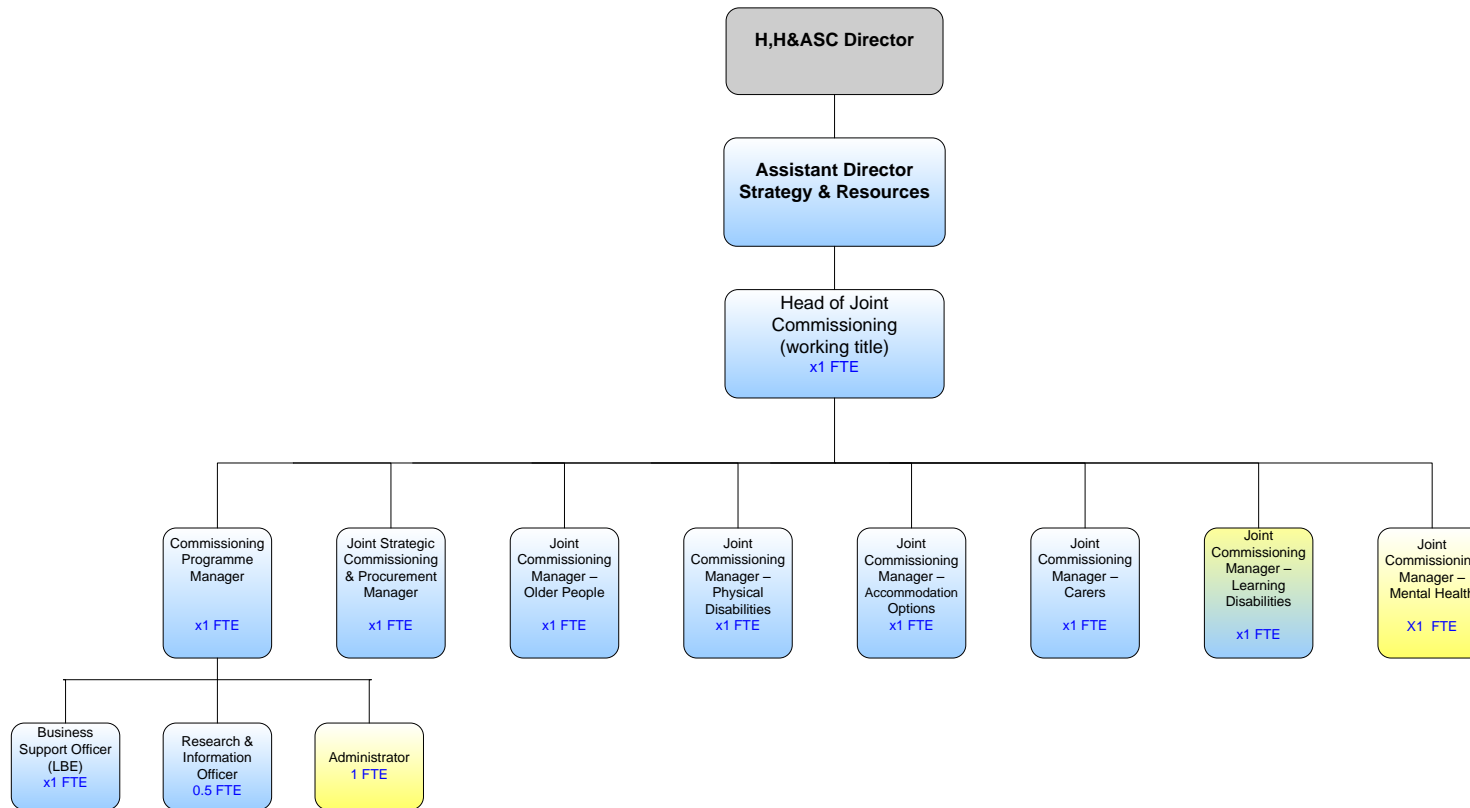 H,H&ASC Director
Assistant Director
Strategy & Resources
Head of Joint
Commissioning
(working title)
x1 FTE
Commissioning
Programme
Manager
x1 FTE
Joint Strategic
Commissioning
& Procurement
Manager
x1 FTE
Joint
Commissioning
Manager –
Older People
x1 FTE
Joint
Commissioning
Manager –
Physical
Disabilities
x1 FTE
Joint
Commissioning
Manager –
Accommodation
Options
x1 FTE
Joint
Commissioning
Manager –
Carers
x1 FTE
Joint
Commissioning
Manager –
Learning
Disabilities
x1 FTE
Joint
Commissioning
Manager –
Mental Health
X1 FTE
Business
Support Officer
(LBE)
x1 FTE
Research &
Information
Officer
0.5 FTE
Administrator
1 FTE